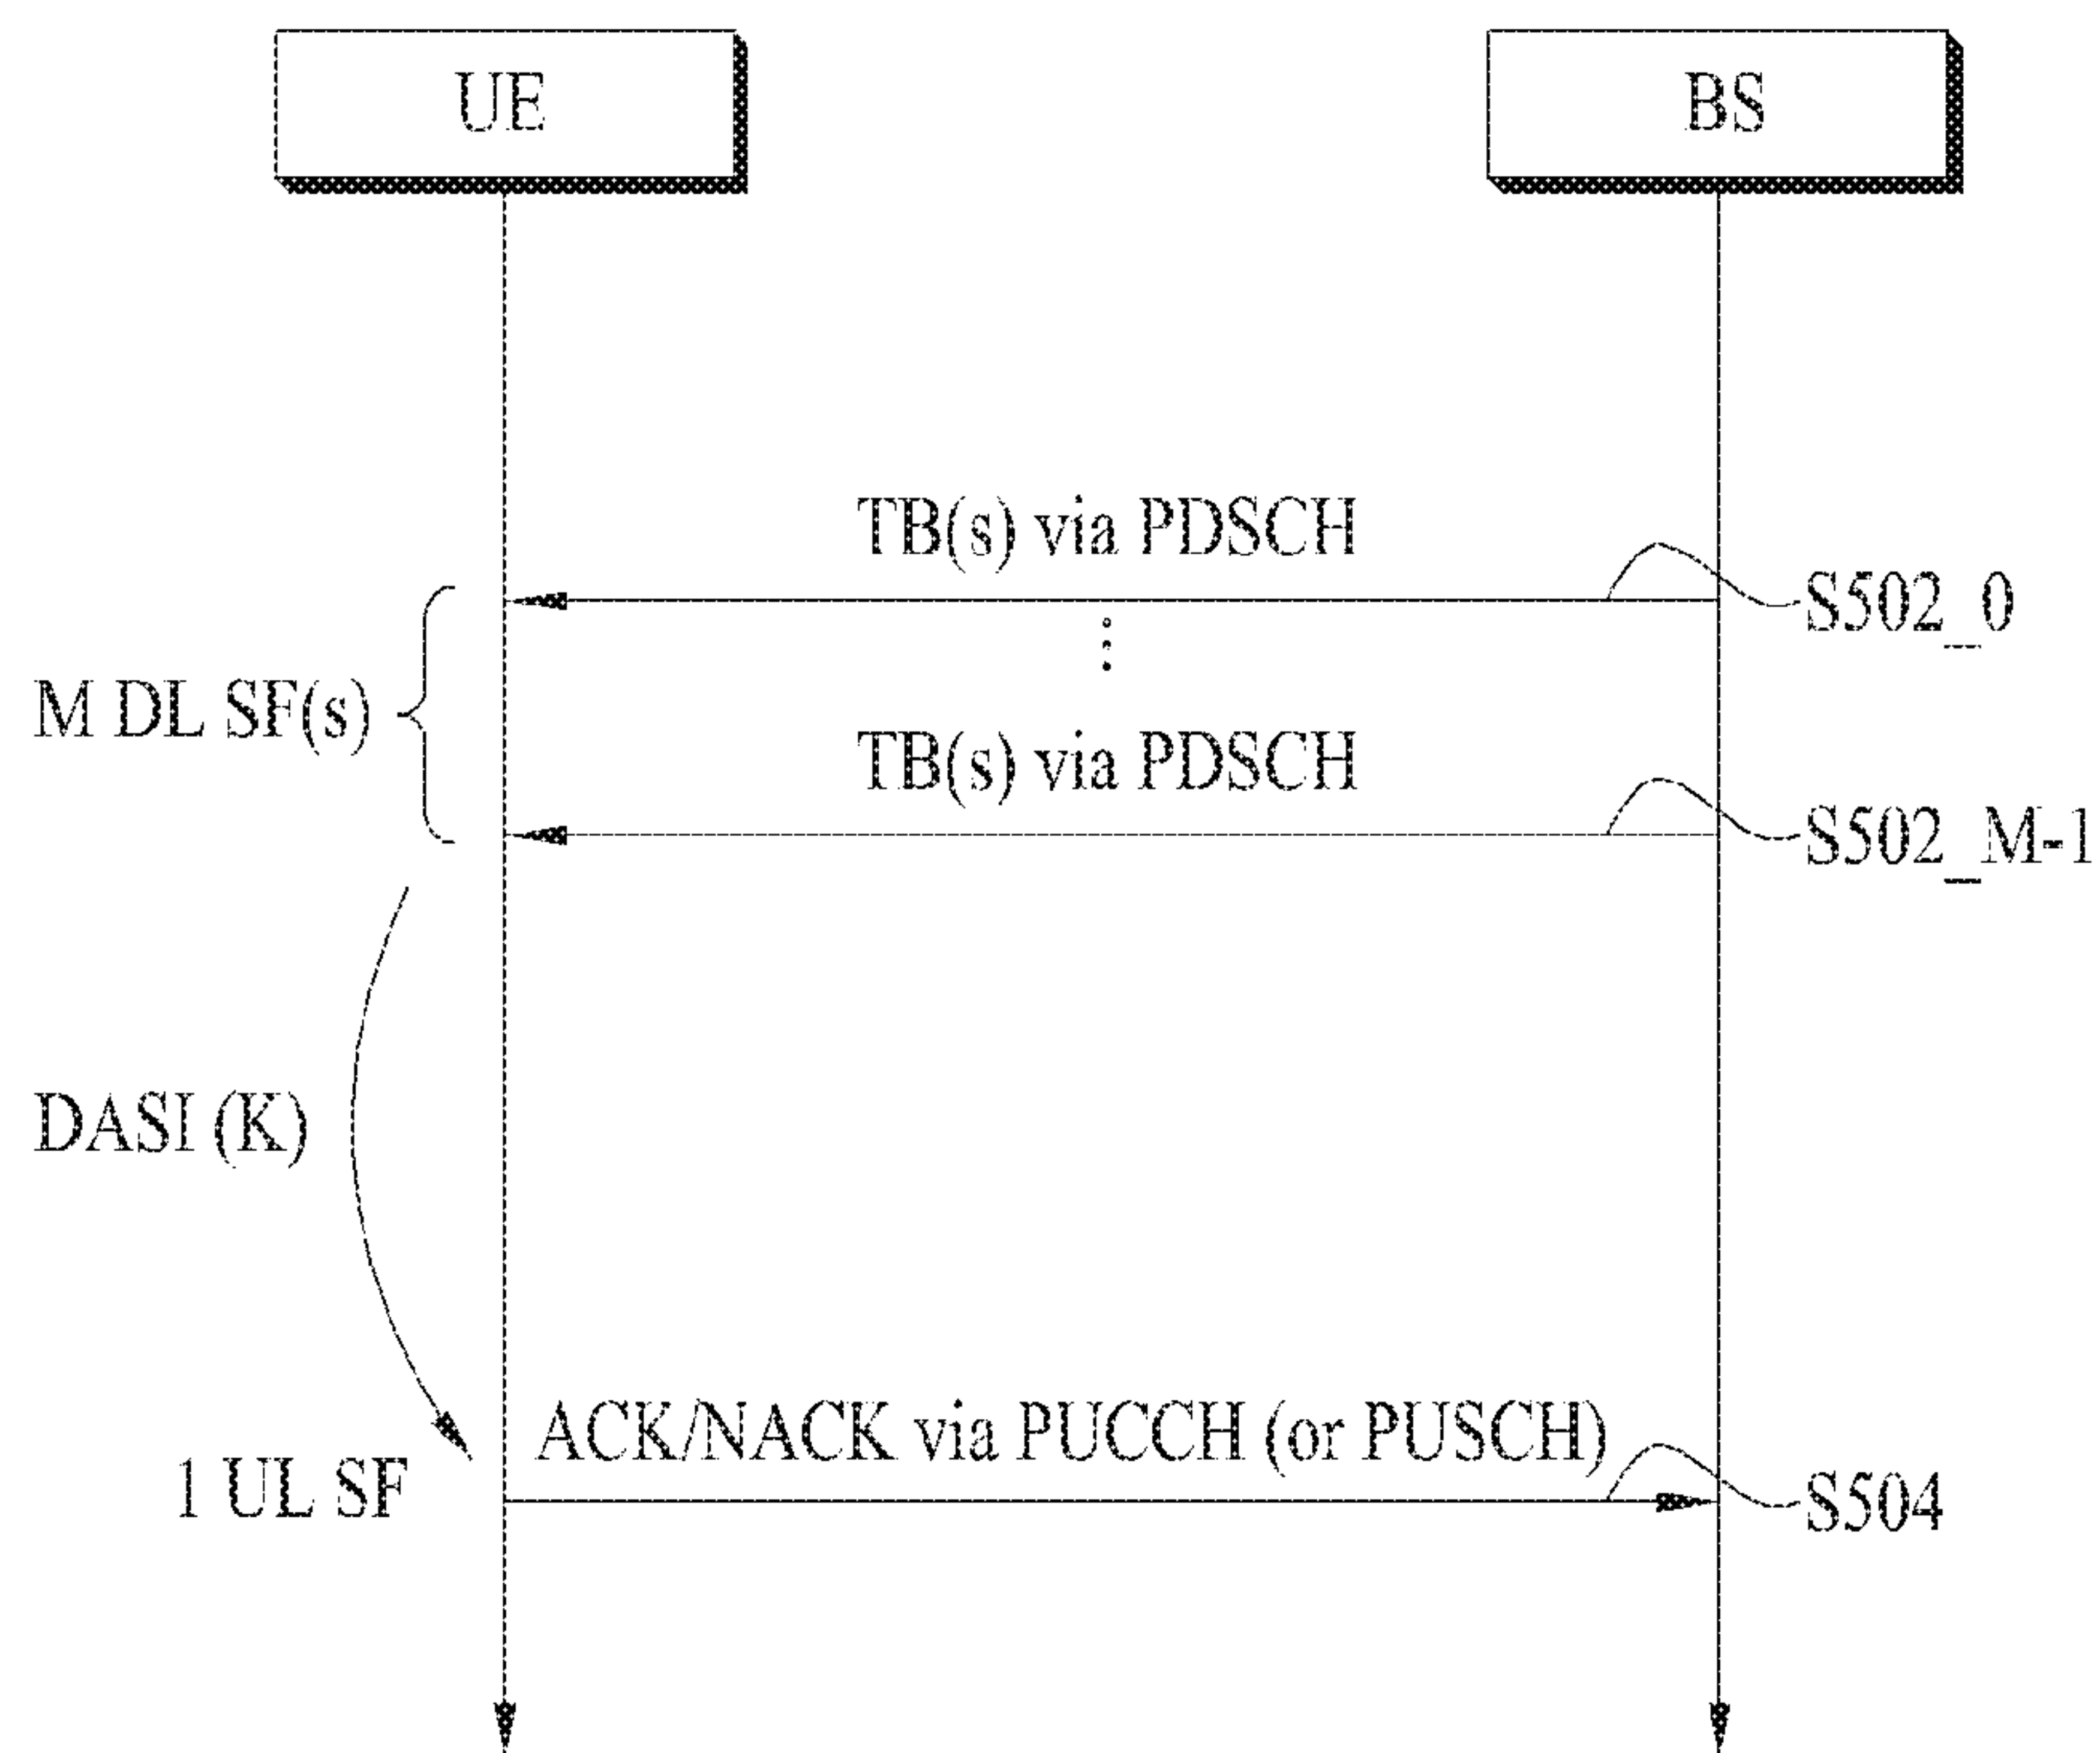 UE
BS
TB(s) via PDSCH
S502_0
M DL SF(s)
TB(s) via PDSCH
S502_M-1
DASI (K)
ACK/NACK via PUCCH (or PUSCH)
1 UL SF
S504